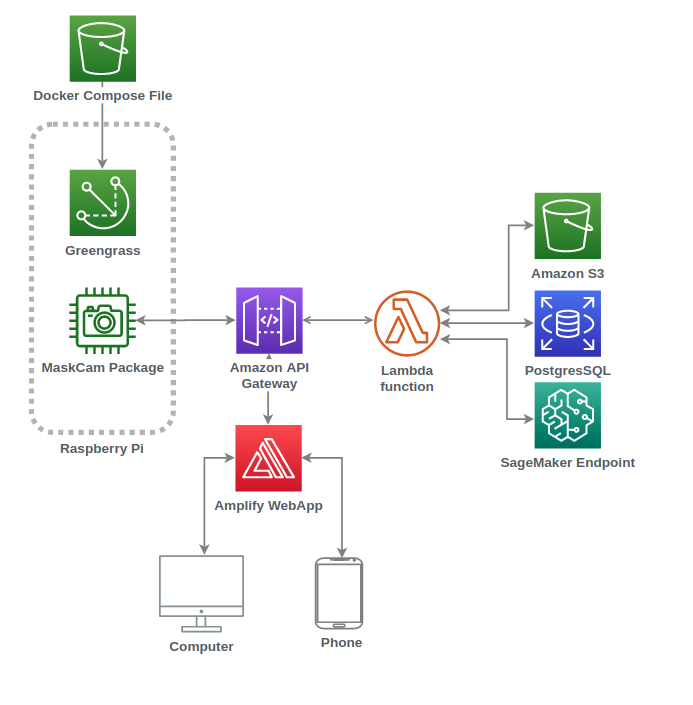 Docker Compose File
Greengrass
MaskCam Package
Raspberry Pi
Amazon API
Gateway
Lambda
function
Amazon S3
PostgresSQL
SageMaker Endpoint
Amplify WebApp
Computer
Phone